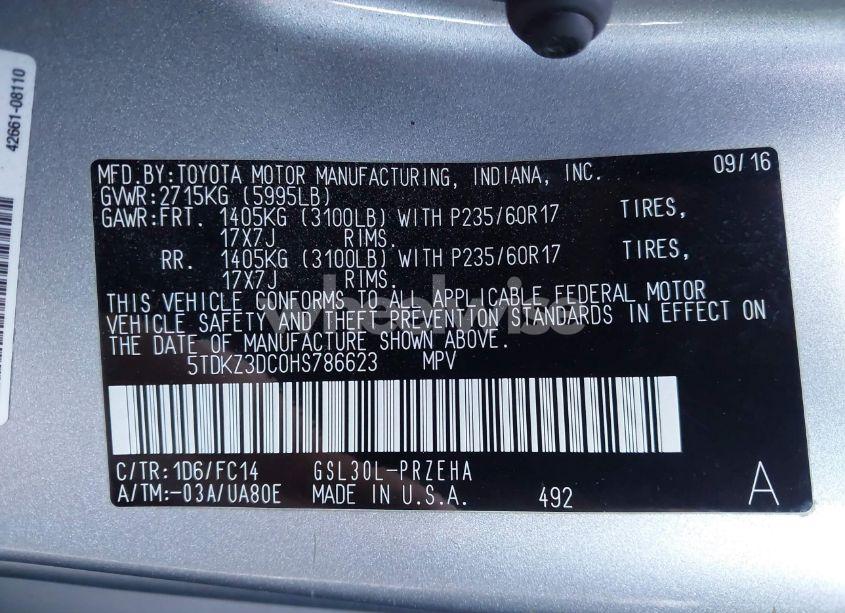 42661-08110
MFD.BY:TOYOTA MOTOR MANUFACTURING, INDIANA, INC. 09/16
GVWR:2715KG (5995LB)
GAWR:FRT. 1405KG (3100LB) WITH P235/60R17 TIRES,
17X7J RIMS.
RR. 1405KG (3100LB) WITH P235/60R17 TIRES,
17X7J RIMS.
THIS VEHICLE CONFORMS TO ALL APPLICABLE FEDERAL MOTOR
VEHICLE SAFETY AND THEFT PREVENTION STANDARDS IN EFFECT ON
THE DATE OF MANUFACTURE SHOWN ABOVE.
5TDKZ3DC0HS786623 MPV
C/TR:1D6/FC14 GSL30L-PRZEHA
A/TM:-03A/UA80E MADE IN U.S.A. 492 A
wheelwise